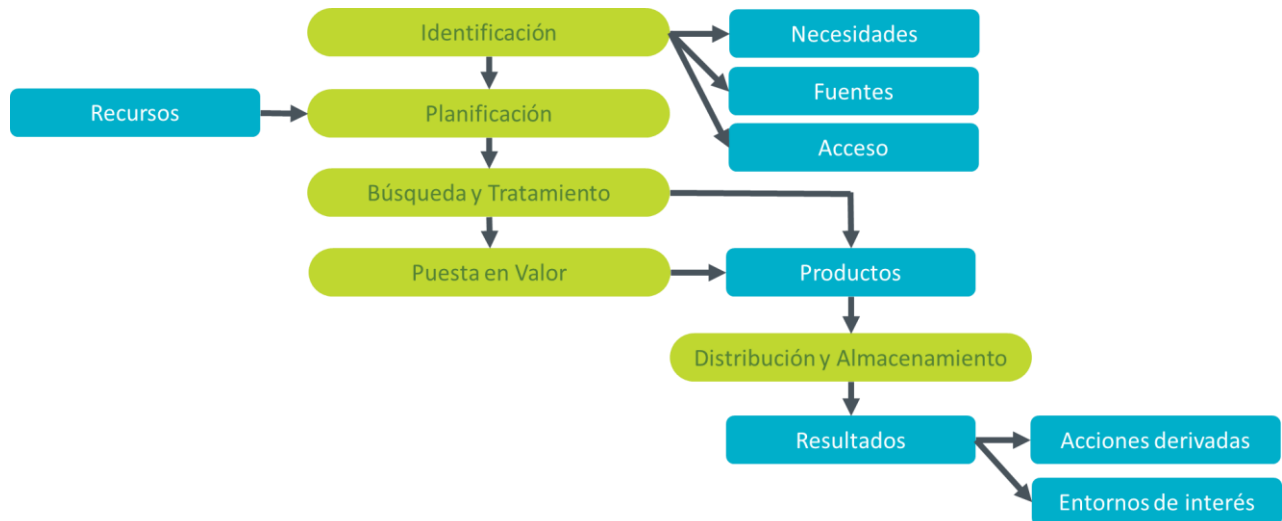 Identificación
Necesidades
Fuentes
Recursos
Planificación
Acceso
Búsqueda y Tratamiento
Puesta en Valor
Productos
Distribución y Almacenamiento
Resultados
Acciones derivadas
Entornos de interés